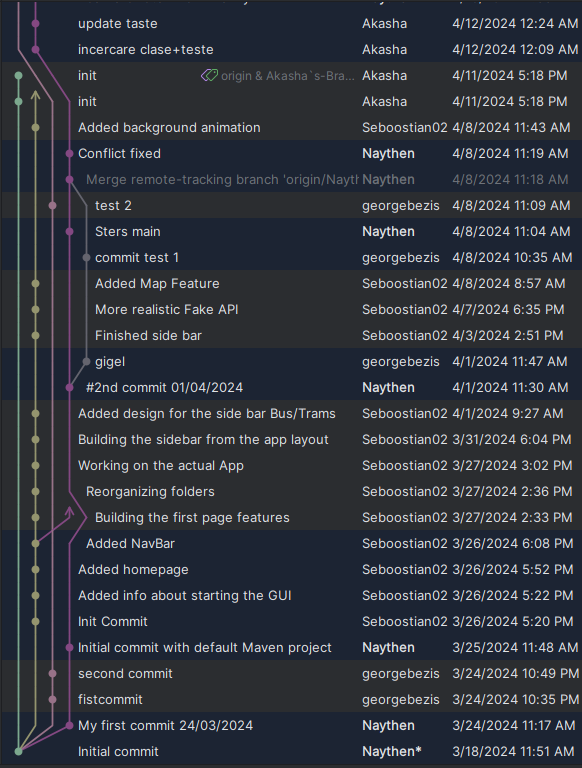 update taste Akasha 4/12/2024 12:24 AM
incercare clase+teste Akasha 4/12/2024 12:09 AM
init origin & Akasha`s-Bra... Akasha 4/11/2024 5:18 PM
init Akasha 4/11/2024 5:18 PM
Added background animation Seboostian02 4/8/2024 11:43 AM
Conflict fixed Naythen 4/8/2024 11:19 AM
Merge remote-tracking branch 'origin/Nayth Naythen 4/8/2024 11:18 AM
test 2 georgebezis 4/8/2024 11:09 AM
Sters main Naythen 4/8/2024 11:04 AM
commit test 1 georgebezis 4/8/2024 10:35 AM
Added Map Feature Seboostian02 4/8/2024 8:57 AM
More realistic Fake API Seboostian02 4/7/2024 6:35 PM
Finished side bar Seboostian02 4/3/2024 2:51 PM
gigel georgebezis 4/1/2024 11:47 AM
#2nd commit 01/04/2024 Naythen 4/1/2024 11:30 AM
Added design for the side bar Bus/Trams Seboostian02 4/1/2024 9:27 AM
Building the sidebar from the app layout Seboostian02 3/31/2024 6:04 PM
Working on the actual App Seboostian02 3/27/2024 3:02 PM
Reorganizing folders Seboostian02 3/27/2024 2:36 PM
Building the first page features Seboostian02 3/27/2024 2:33 PM
Added NavBar Seboostian02 3/26/2024 6:08 PM
Added homepage Seboostian02 3/26/2024 5:52 PM
Added info about starting the GUI Seboostian02 3/26/2024 5:22 PM
Init Commit Seboostian02 3/26/2024 5:20 PM
Initial commit with default Maven project Naythen 3/25/2024 11:48 AM
second commit georgebezis 3/24/2024 10:49 PM
fistcommit georgebezis 3/24/2024 10:35 PM
My first commit 24/03/2024 Naythen 3/24/2024 11:17 AM
Initial commit Naythen* 3/18/2024 11:51 AM